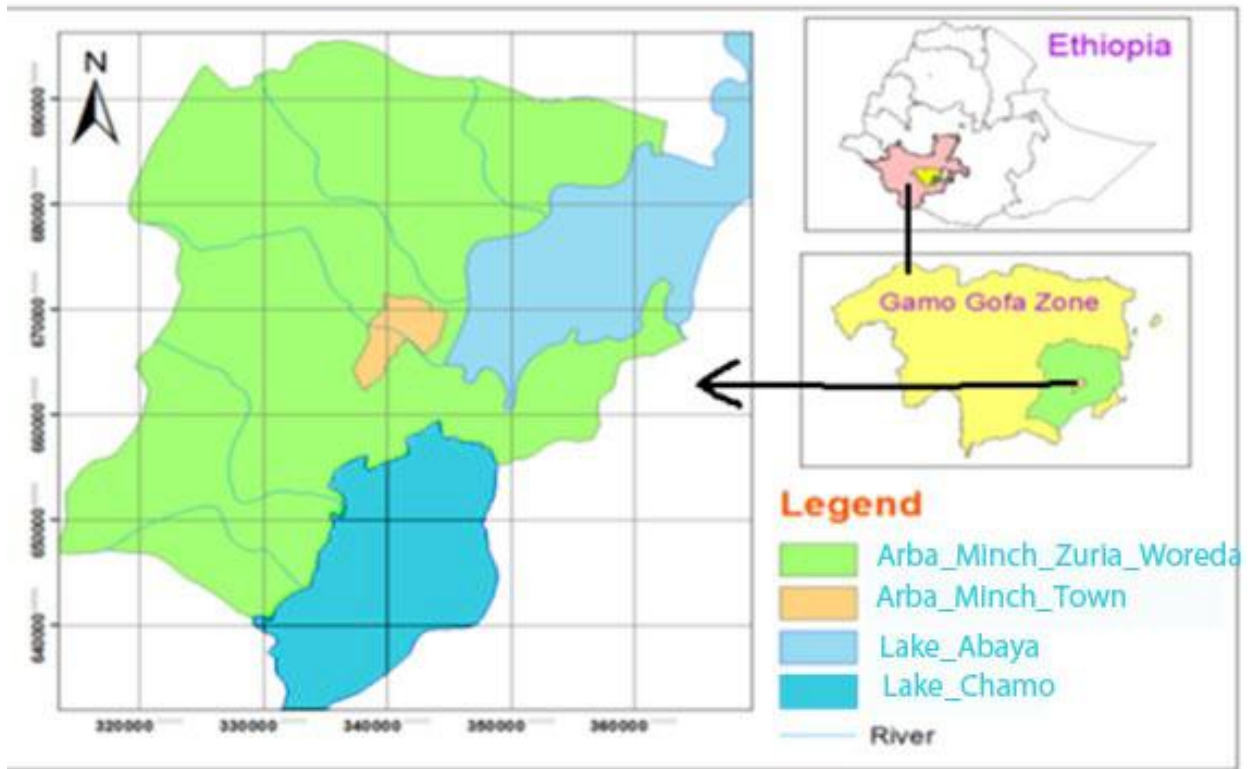 N
Ethiopia
690000
680000
670000
660000
650000
640000
Gamo Gofa Zone
Legend
Arba_Minch_Zuria_Woreda
Arba_Minch_Town
Lake_Abaya
Lake_Chamo
River
320000 330000 340000 350000 360000